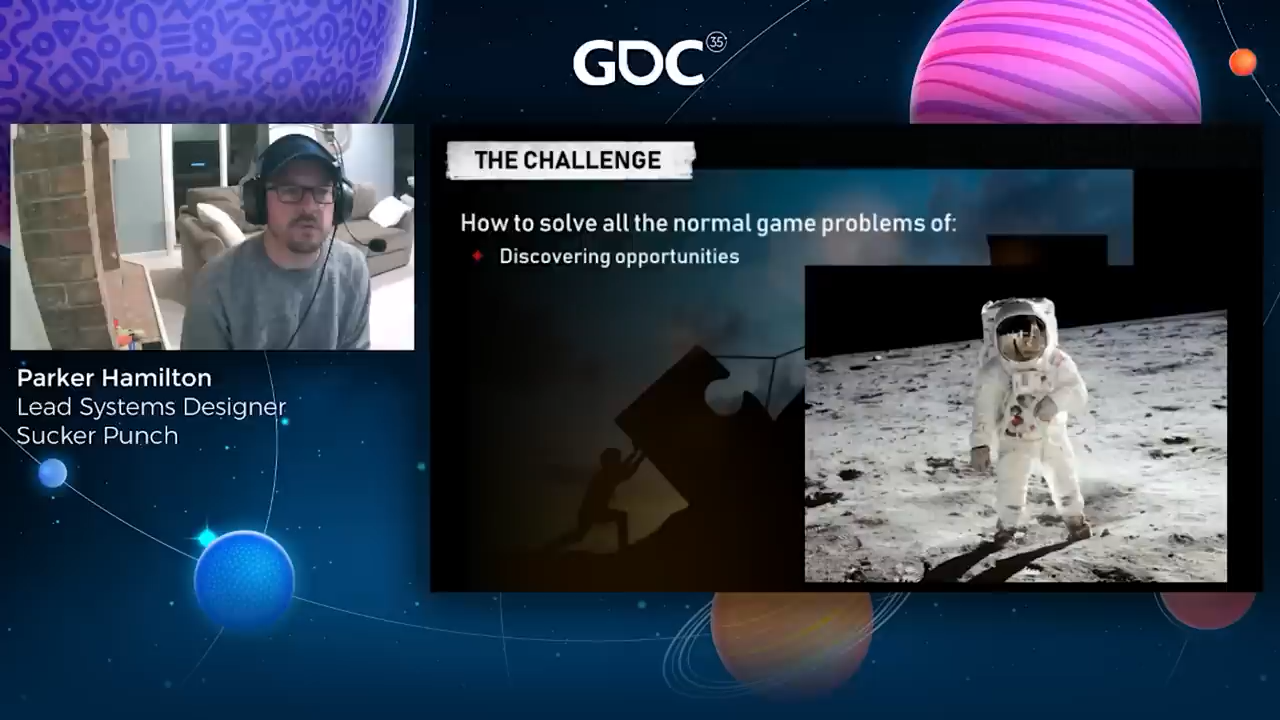 GDC 35
THE CHALLENGE
How to solve all the normal game problems of:
Discovering opportunities
Parker Hamilton
Lead Systems Designer
Sucker Punch